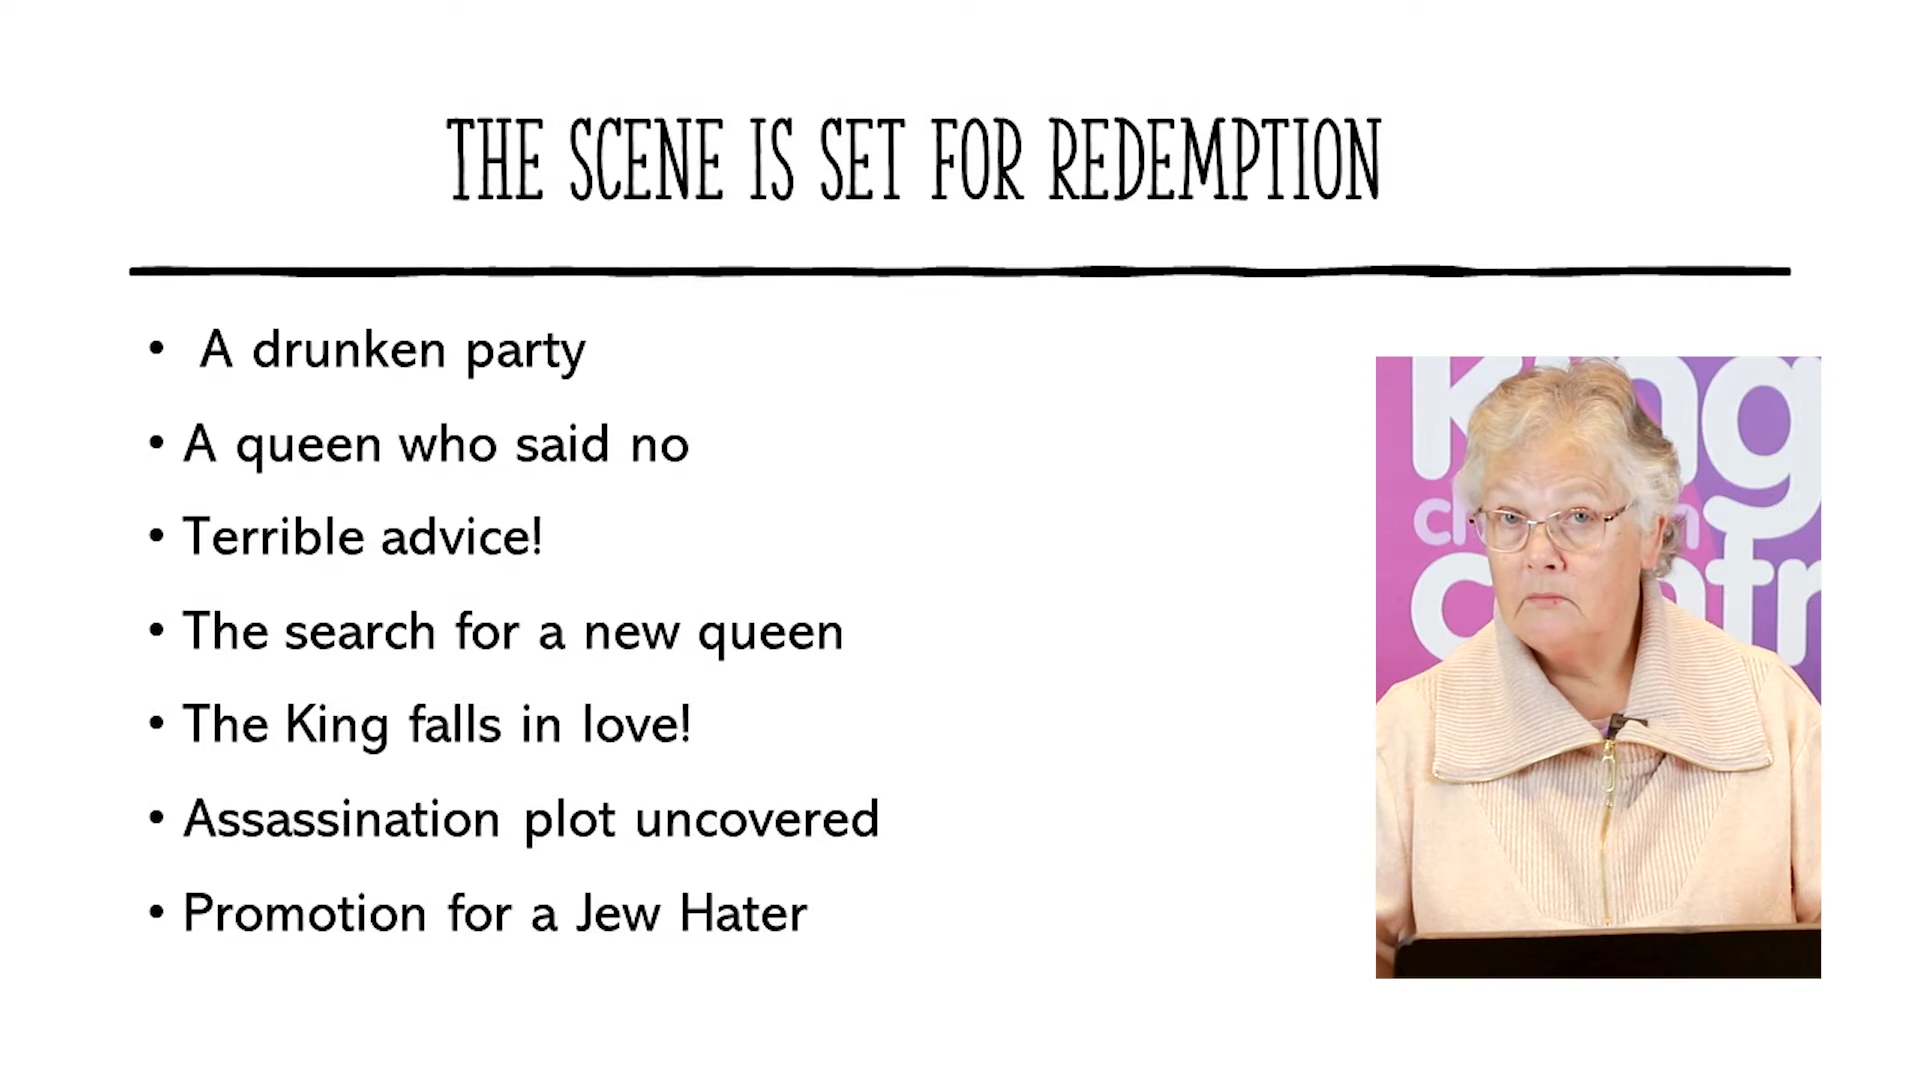 THE SCENE IS SET FOR REDEMPTION
• A drunken party
• A queen who said no
• Terrible advice!
• The search for a new queen
• The King falls in love!
• Assassination plot uncovered
• Promotion for a Jew Hater
King